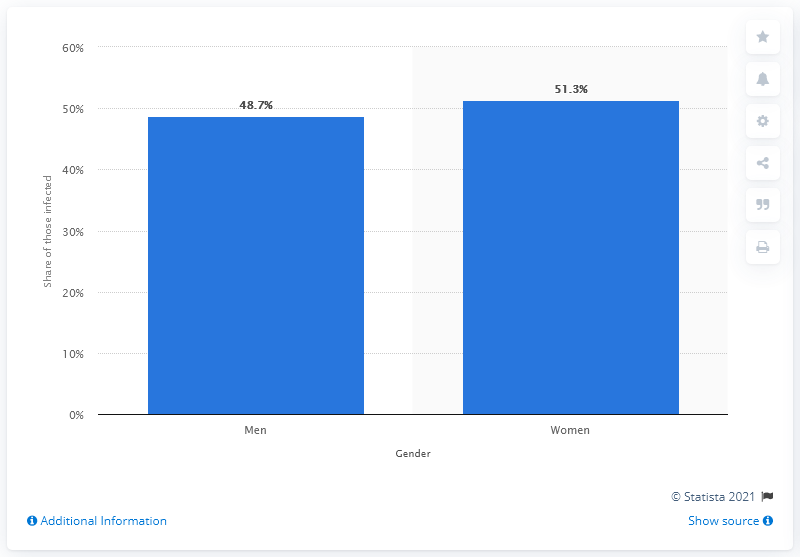 60%
50%
40%
30%
20%
10%
0%
Share of those infected
48.7%
51.3%
Men
Women
Gender
© Statista 2021
Additional Information
Show source